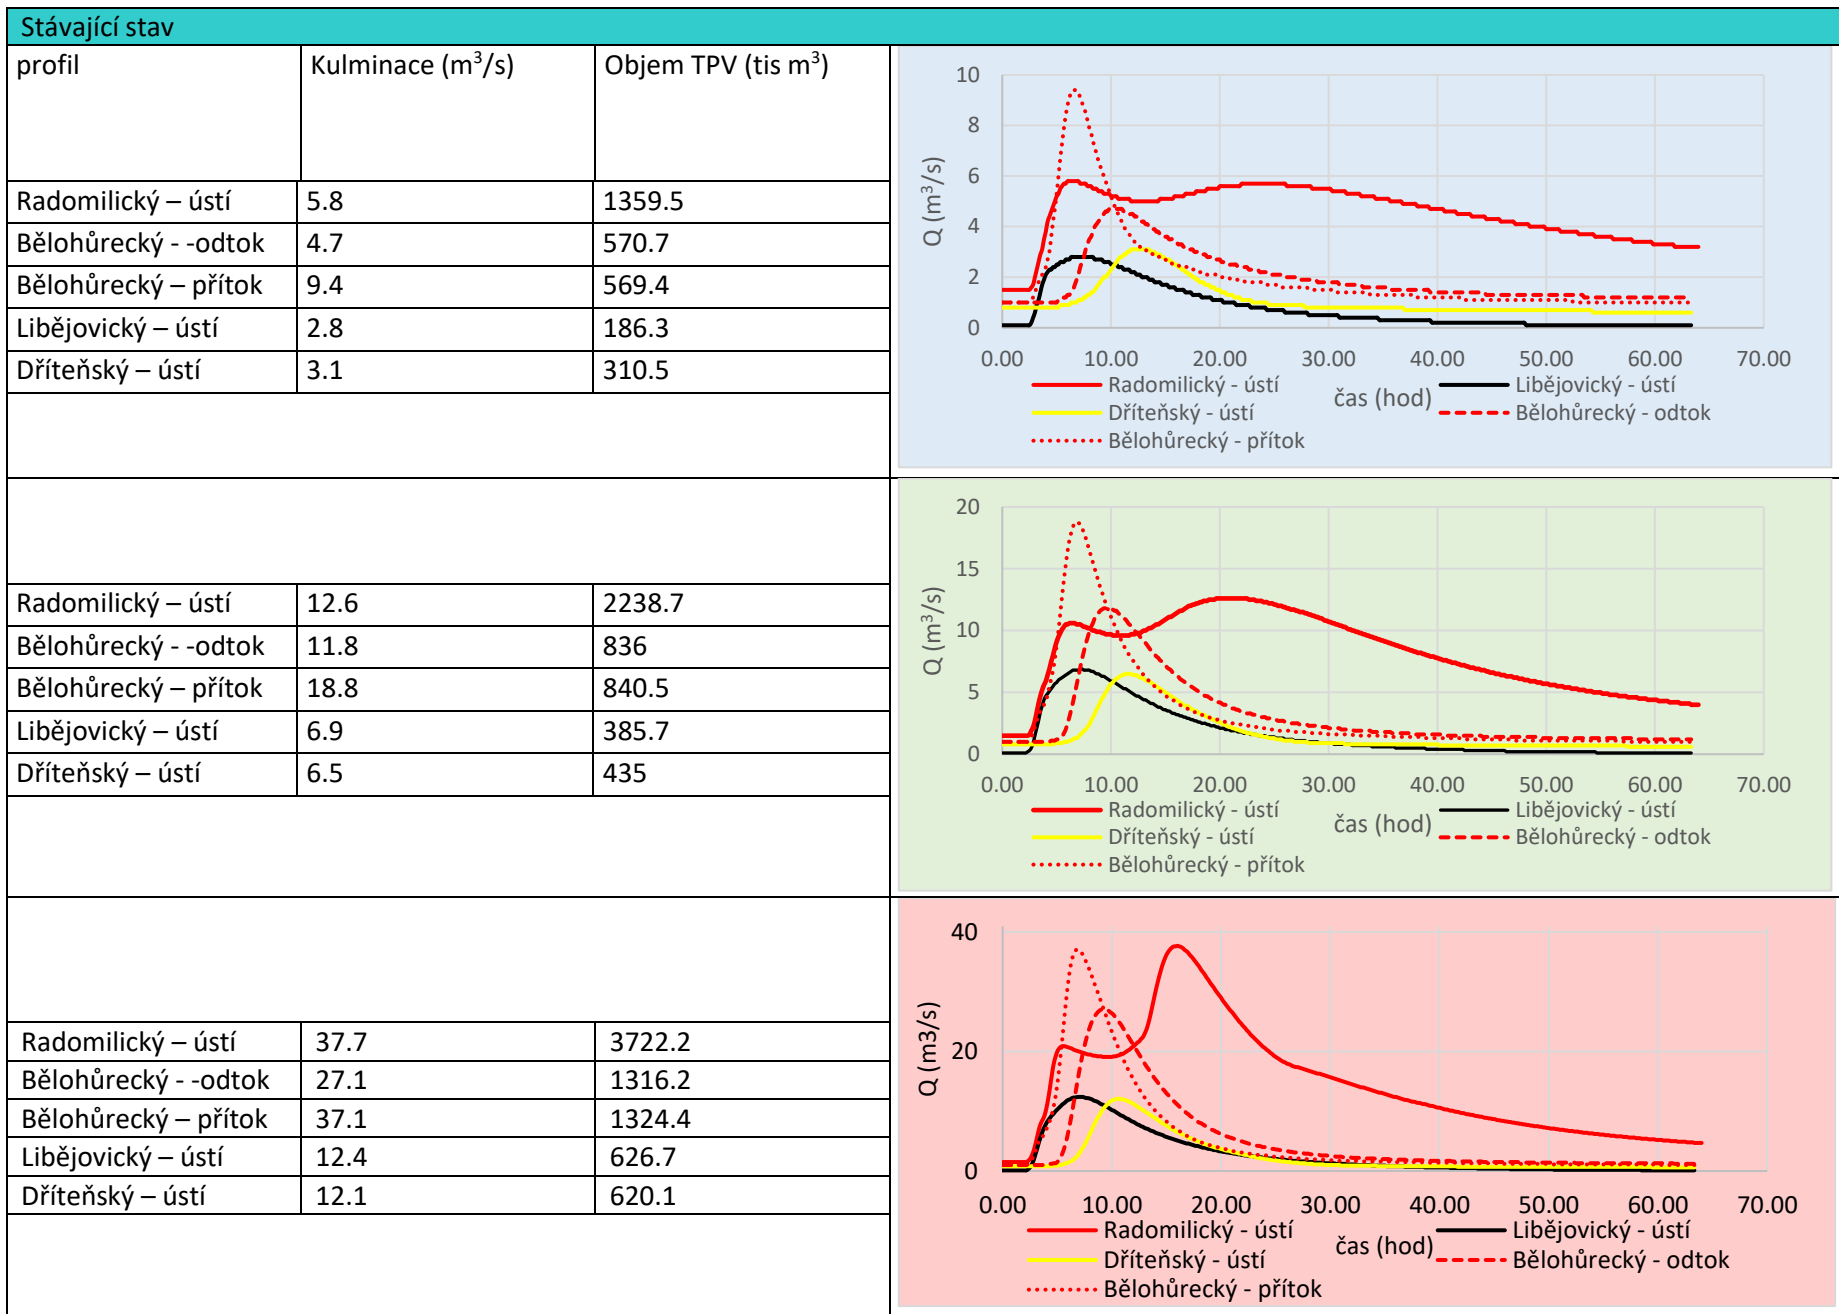 Stávající stav
profil Kulminace (m³/s) Objem TPV (tis m³)
Radomilický – ústí 5.8 1359.5
Bělohůrecký - -odtok 4.7 570.7
Bělohůrecký – přítok 9.4 569.4
Libějovický – ústí 2.8 186.3
Dříteňský – ústí 3.1 310.5
10
8
6
4
2
0
Q (m³/s)
0.00 10.00 20.00 30.00 40.00 50.00 60.00 70.00
čas (hod)
Radomilický - ústí Libějovický - ústí
Dříteňský - ústí Bělohůrecký - odtok
Bělohůrecký - přítok
Radomilický – ústí 12.6 2238.7
Bělohůrecký - -odtok 11.8 836
Bělohůrecký – přítok 18.8 840.5
Libějovický – ústí 6.9 385.7
Dříteňský – ústí 6.5 435
20
15
10
5
0
Q (m³/s)
0.00 10.00 20.00 30.00 40.00 50.00 60.00 70.00
čas (hod)
Radomilický - ústí Libějovický - ústí
Dříteňský - ústí Bělohůrecký - odtok
Bělohůrecký - přítok
Radomilický – ústí 37.7 3722.2
Bělohůrecký - -odtok 27.1 1316.2
Bělohůrecký – přítok 37.1 1324.4
Libějovický – ústí 12.4 626.7
Dříteňský – ústí 12.1 620.1
40
20
0
Q (m3/s)
0.00 10.00 20.00 30.00 40.00 50.00 60.00 70.00
čas (hod)
Radomilický - ústí Libějovický - ústí
Dříteňský - ústí Bělohůrecký - odtok
Bělohůrecký - přítok